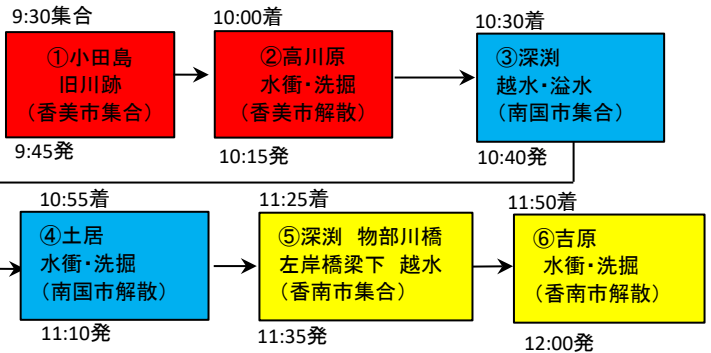 9:30集合
①小田島
旧川跡
(香美市集合)
9:45発
10:00着
②高川原
水衝・洗掘
(香美市解散)
10:15発
10:30着
③深渕
越水・溢水
(南国市集合)
10:40発
10:55着
④土居
水衝・洗掘
(南国市解散)
11:10発
11:25着
⑤深渕 物部川橋
左岸橋梁下 越水
(香南市集合)
11:35発
11:50着
⑥吉原
水衝・洗掘
(香南市解散)
12:00発